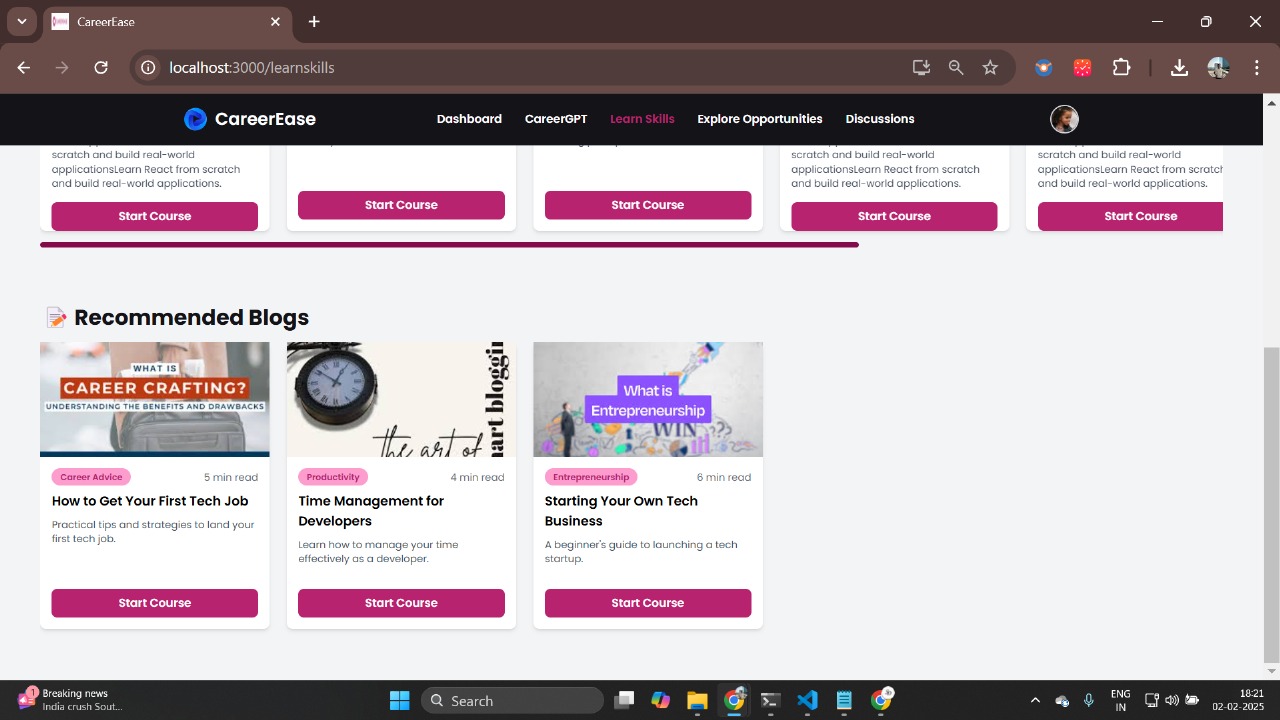 CareerEase
localhost:3000/learnskills
CareerEase
Dashboard
CareerGPT
Learn Skills
Explore Opportunities
Discussions
scratch and build real-world
applicationsLearn React from scratch
and build real-world applications.
Start Course
Start Course
Start Course
scratch and build real-world
applicationsLearn React from scratch
and build real-world applications.
Start Course
scratch and build real-world
applicationsLearn React from scratch
and build real-world applications.
Start Course
Recommended Blogs
WHAT IS
CAREER CRAFTING?
UNDERSTANDING THE BENEFITS AND DRAWBACKS
Career Advice
5 min read
How to Get Your First Tech Job
Practical tips and strategies to land your
first tech job.
Start Course
the art of
Productivity
4 min read
Time Management for
Developers
Learn how to manage your time
effectively as a developer.
Start Course
What is
Entrepreneurship
WIN
Entrepreneurship
6 min read
Starting Your Own Tech
Business
A beginner's guide to launching a tech
startup.
Start Course
1
Breaking news
India crush Sout...
Search
ENG
IN
18:21
02-02-2025